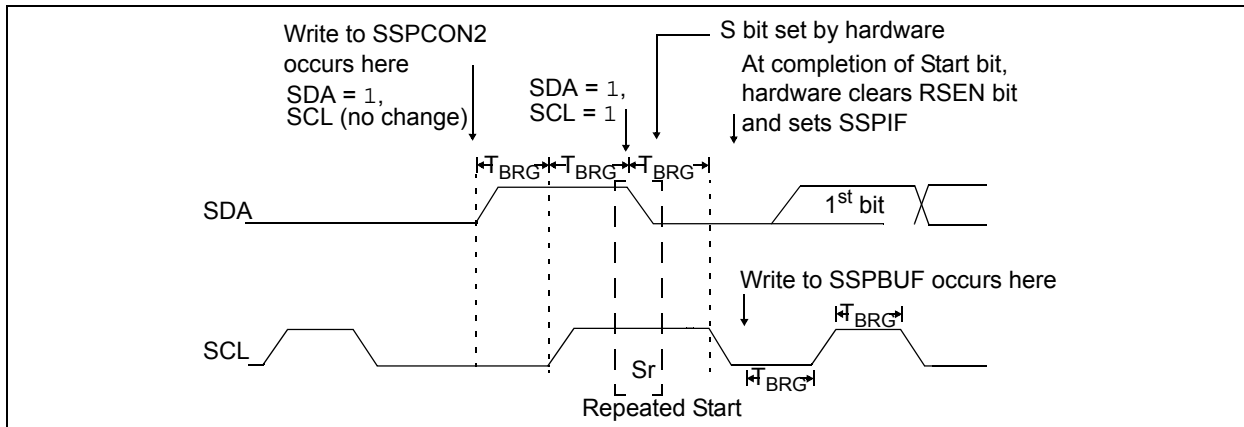 Write to SSPCON2
occurs here
SDA = 1,
SCL (no change)
SDA = 1,
SCL = 1
S bit set by hardware
At completion of Start bit,
hardware clears RSEN bit
and sets SSPIF
TBRG TBRG TBRG
SDA
1st bit
Write to SSPBUF occurs here
TBRG
SCL
Sr
TBRG
Repeated Start